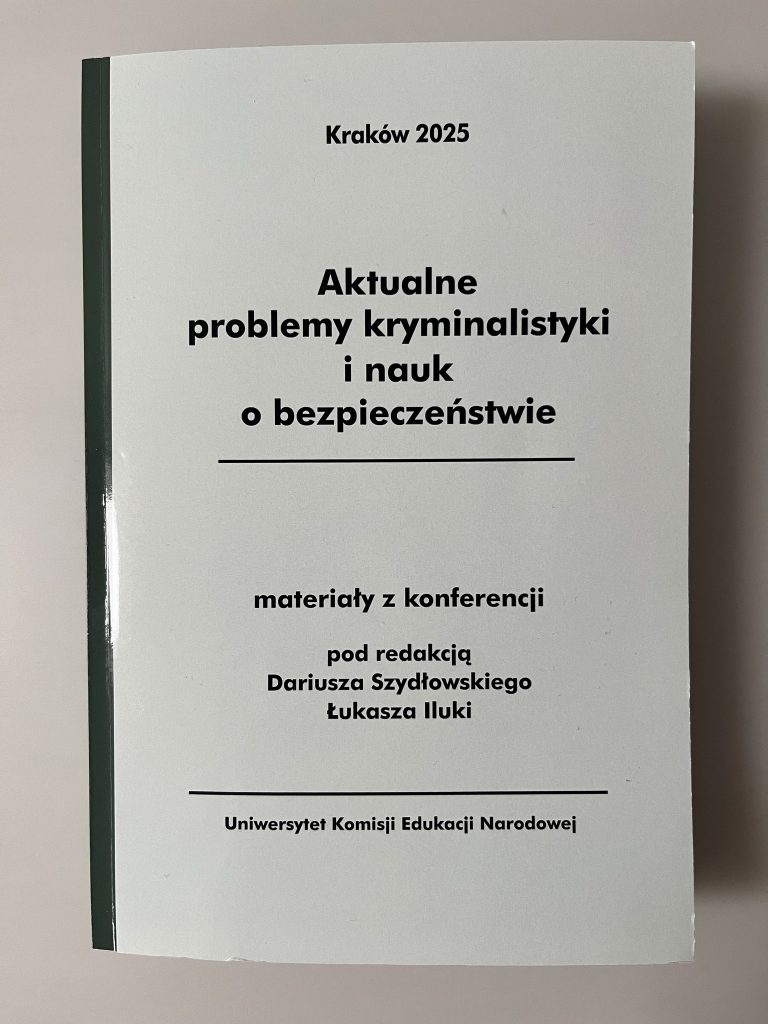 Kraków 2025
Aktualne
problemy kryminalistyki
i nauk
o bezpieczeństwie
materiały z konferencji
pod redakcją
Dariusza Szydłowskiego
Łukasza Iluki
Uniwersytet Komisji Edukacji Narodowej